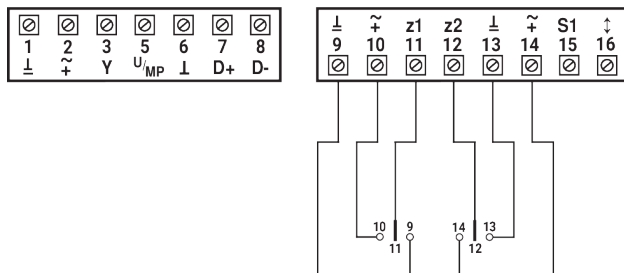 1 2 3 5 6 7 8
⏚ ~+ Y U/MP ⊥ D+ D-
⏚ ~+ z1 z2 ⏚ ~+ S1 ↕
9 10 11 12 13 14 15 16
10 9 14 13
11 12